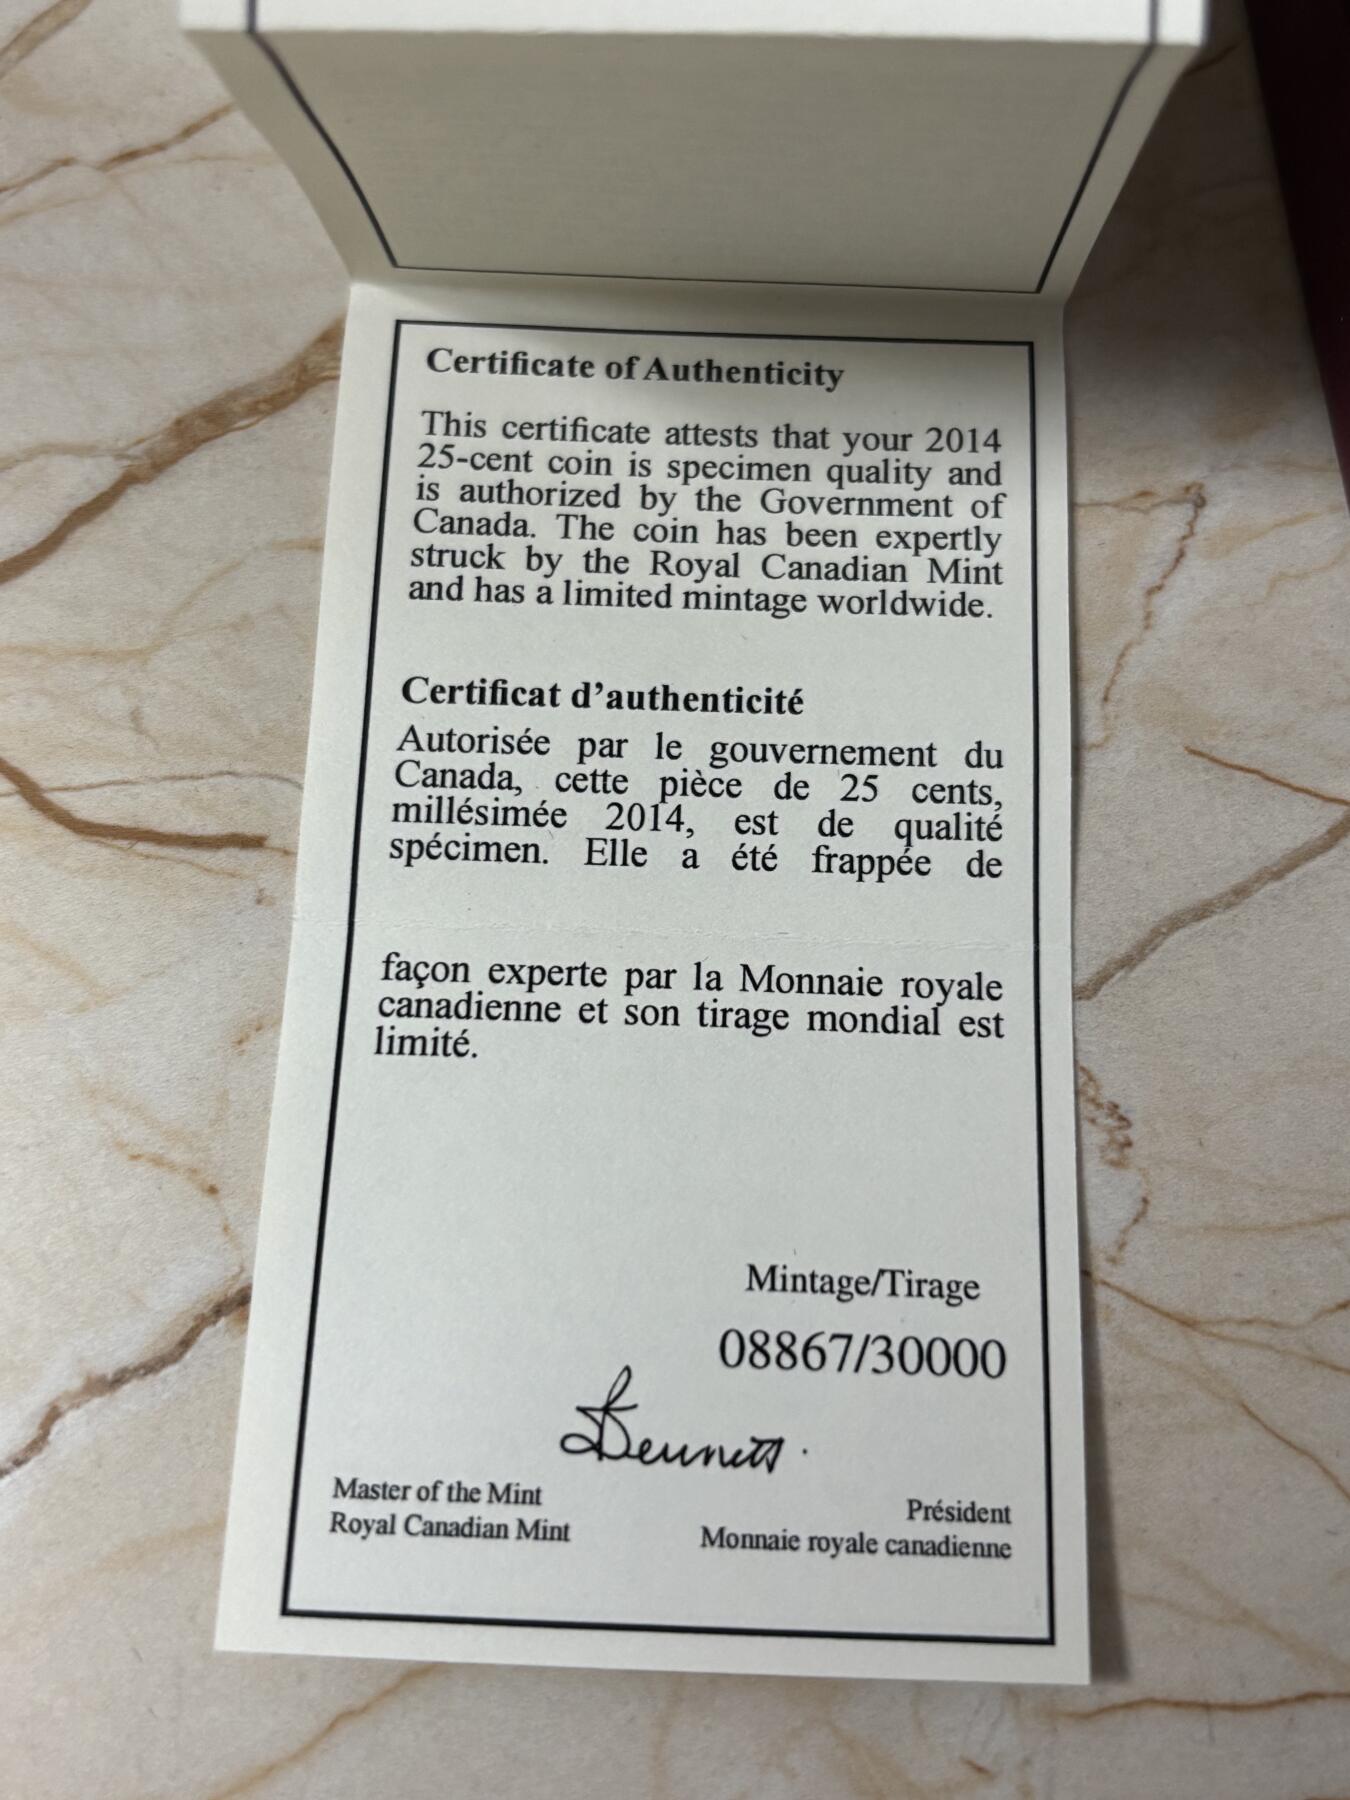 Certificate of Authenticity
This certificate attests that your 2014
25-cent coin is specimen quality and
is authorized by the Government of
Canada. The coin has been expertly
struck by the Royal Canadian Mint
and has a limited mintage worldwide.
Certificat d'authenticité
Autorisée par le gouvernement du
Canada, cette pièce de 25 cents,
millésimée 2014, est de qualité
spécimen. Elle a été frappée de
façon experte par la Monnaie royale
canadienne et son tirage mondial est
limité.
Mintage/Tirage
08867/30000
Bennett
Master of the Mint
Royal Canadian Mint
Président
Monnaie royale canadienne